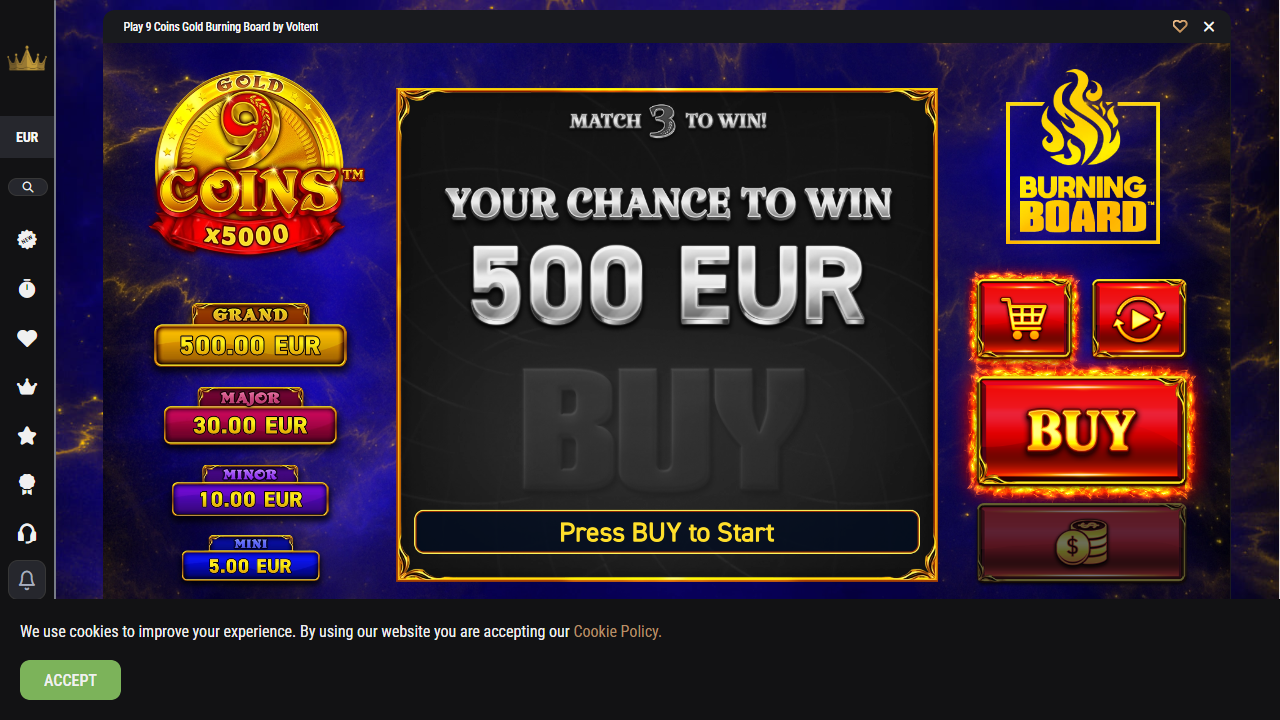 Play 9 Coins Gold Burning Board by Voltent
EUR
NEW
GOLD
9
COINS™
x5000
GRAND
500.00 EUR
MAJOR
30.00 EUR
MINOR
10.00 EUR
MINI
5.00 EUR
MATCH 3 TO WIN!
YOUR CHANCE TO WIN
500 EUR
BUY
Press BUY to Start
BURNING
BOARD™
BUY
We use cookies to improve your experience. By using our website you are accepting our Cookie Policy.
ACCEPT